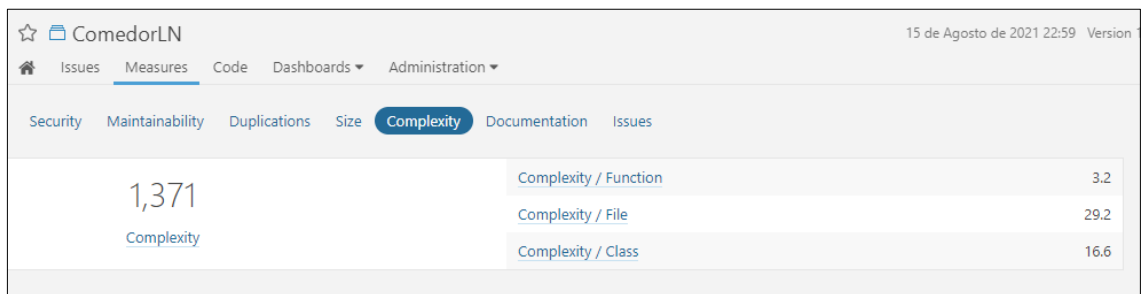 ComedorLN
15 de Agosto de 2021 22:59 Version 1
Issues Measures Code Dashboards Administration
Security Maintainability Duplications Size Complexity Documentation Issues
1,371
Complexity
Complexity / Function 3.2
Complexity / File 29.2
Complexity / Class 16.6